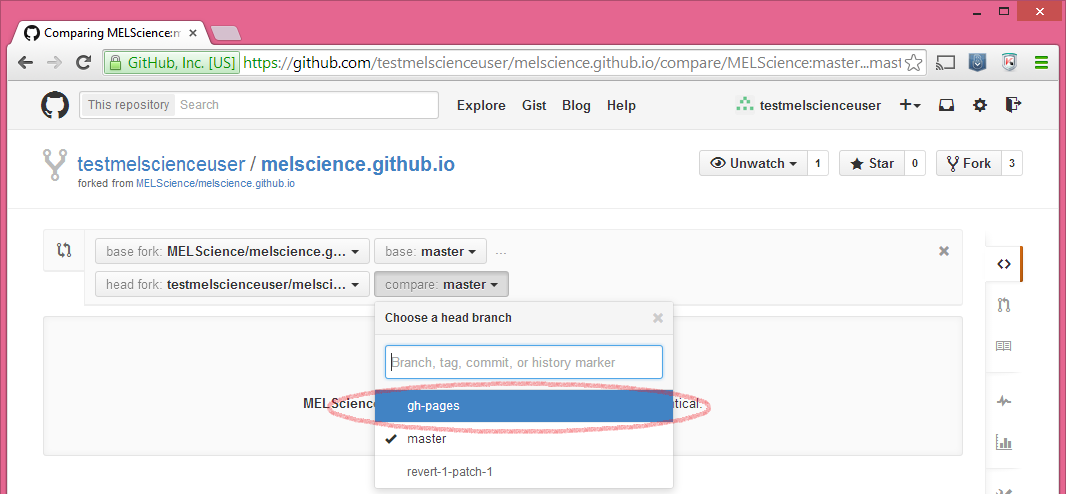 Comparing MELScience:m
GitHub, Inc. [US] https://github.com/testmelscienceuser/melscience.github.io/compare/MELScience:master...mast
This repository Search Explore Gist Blog Help testmelscienceuser
testmelscienceuser / melscience.github.io Unwatch 1 Star 0 Fork 3
forked from MELScience/melscience.github.io
base fork: MELScience/melscience.g... base: master ...
head fork: testmelscienceuser/melsci... compare: master
Choose a head branch
Branch, tag, commit, or history marker
MELScienc gh-pages tical.
master
revert-1-patch-1